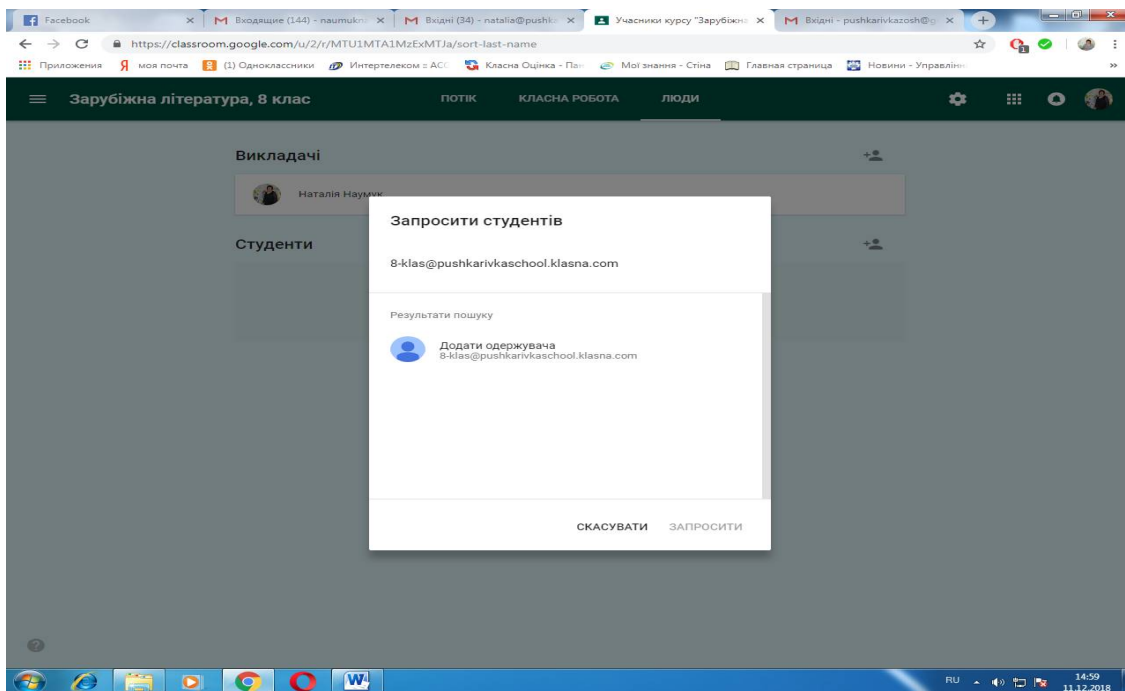 Facebook
Входящие (144) - naumukn
Вхідні (34) - natalia@pushk
Учасники курсу "Зарубіжн
Вхідні - pushkarivkazosh@g
https://classroom.google.com/u/2/r/MTU1MTA1MzExMTJa/sort-last-name
Приложения
моя почта
(1) Одноклассники
Интертелеком :: АСС
Класна Оцінка - Пан
Мої знання - Стіна
Главная страница
Новини - Управлінн
Зарубіжна література, 8 клас
ПОТІК
КЛАСНА РОБОТА
ЛЮДИ
Викладачі
Наталія Наумук
Запросити студентів
Студенти
8-klas@pushkarivkaschool.klasna.com
Результати пошуку
Додати одержувача
8-klas@pushkarivkaschool.klasna.com
СКАСУВАТИ ЗАПРОСИТИ
RU
14:59
11.12.2018